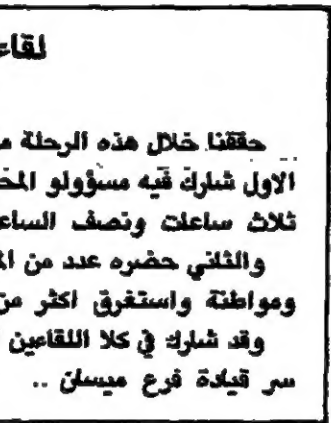 لقاء
حققنا خلال هذه الرحلة
الاول شارك فيه مسؤولو
ثلاث ساعات ونصف
والثاني حضره عدد من
ومواطنة واستغرق اكثر من
وقد شارك في كلا اللقاءين
سر قيادة فرع ميسان ..